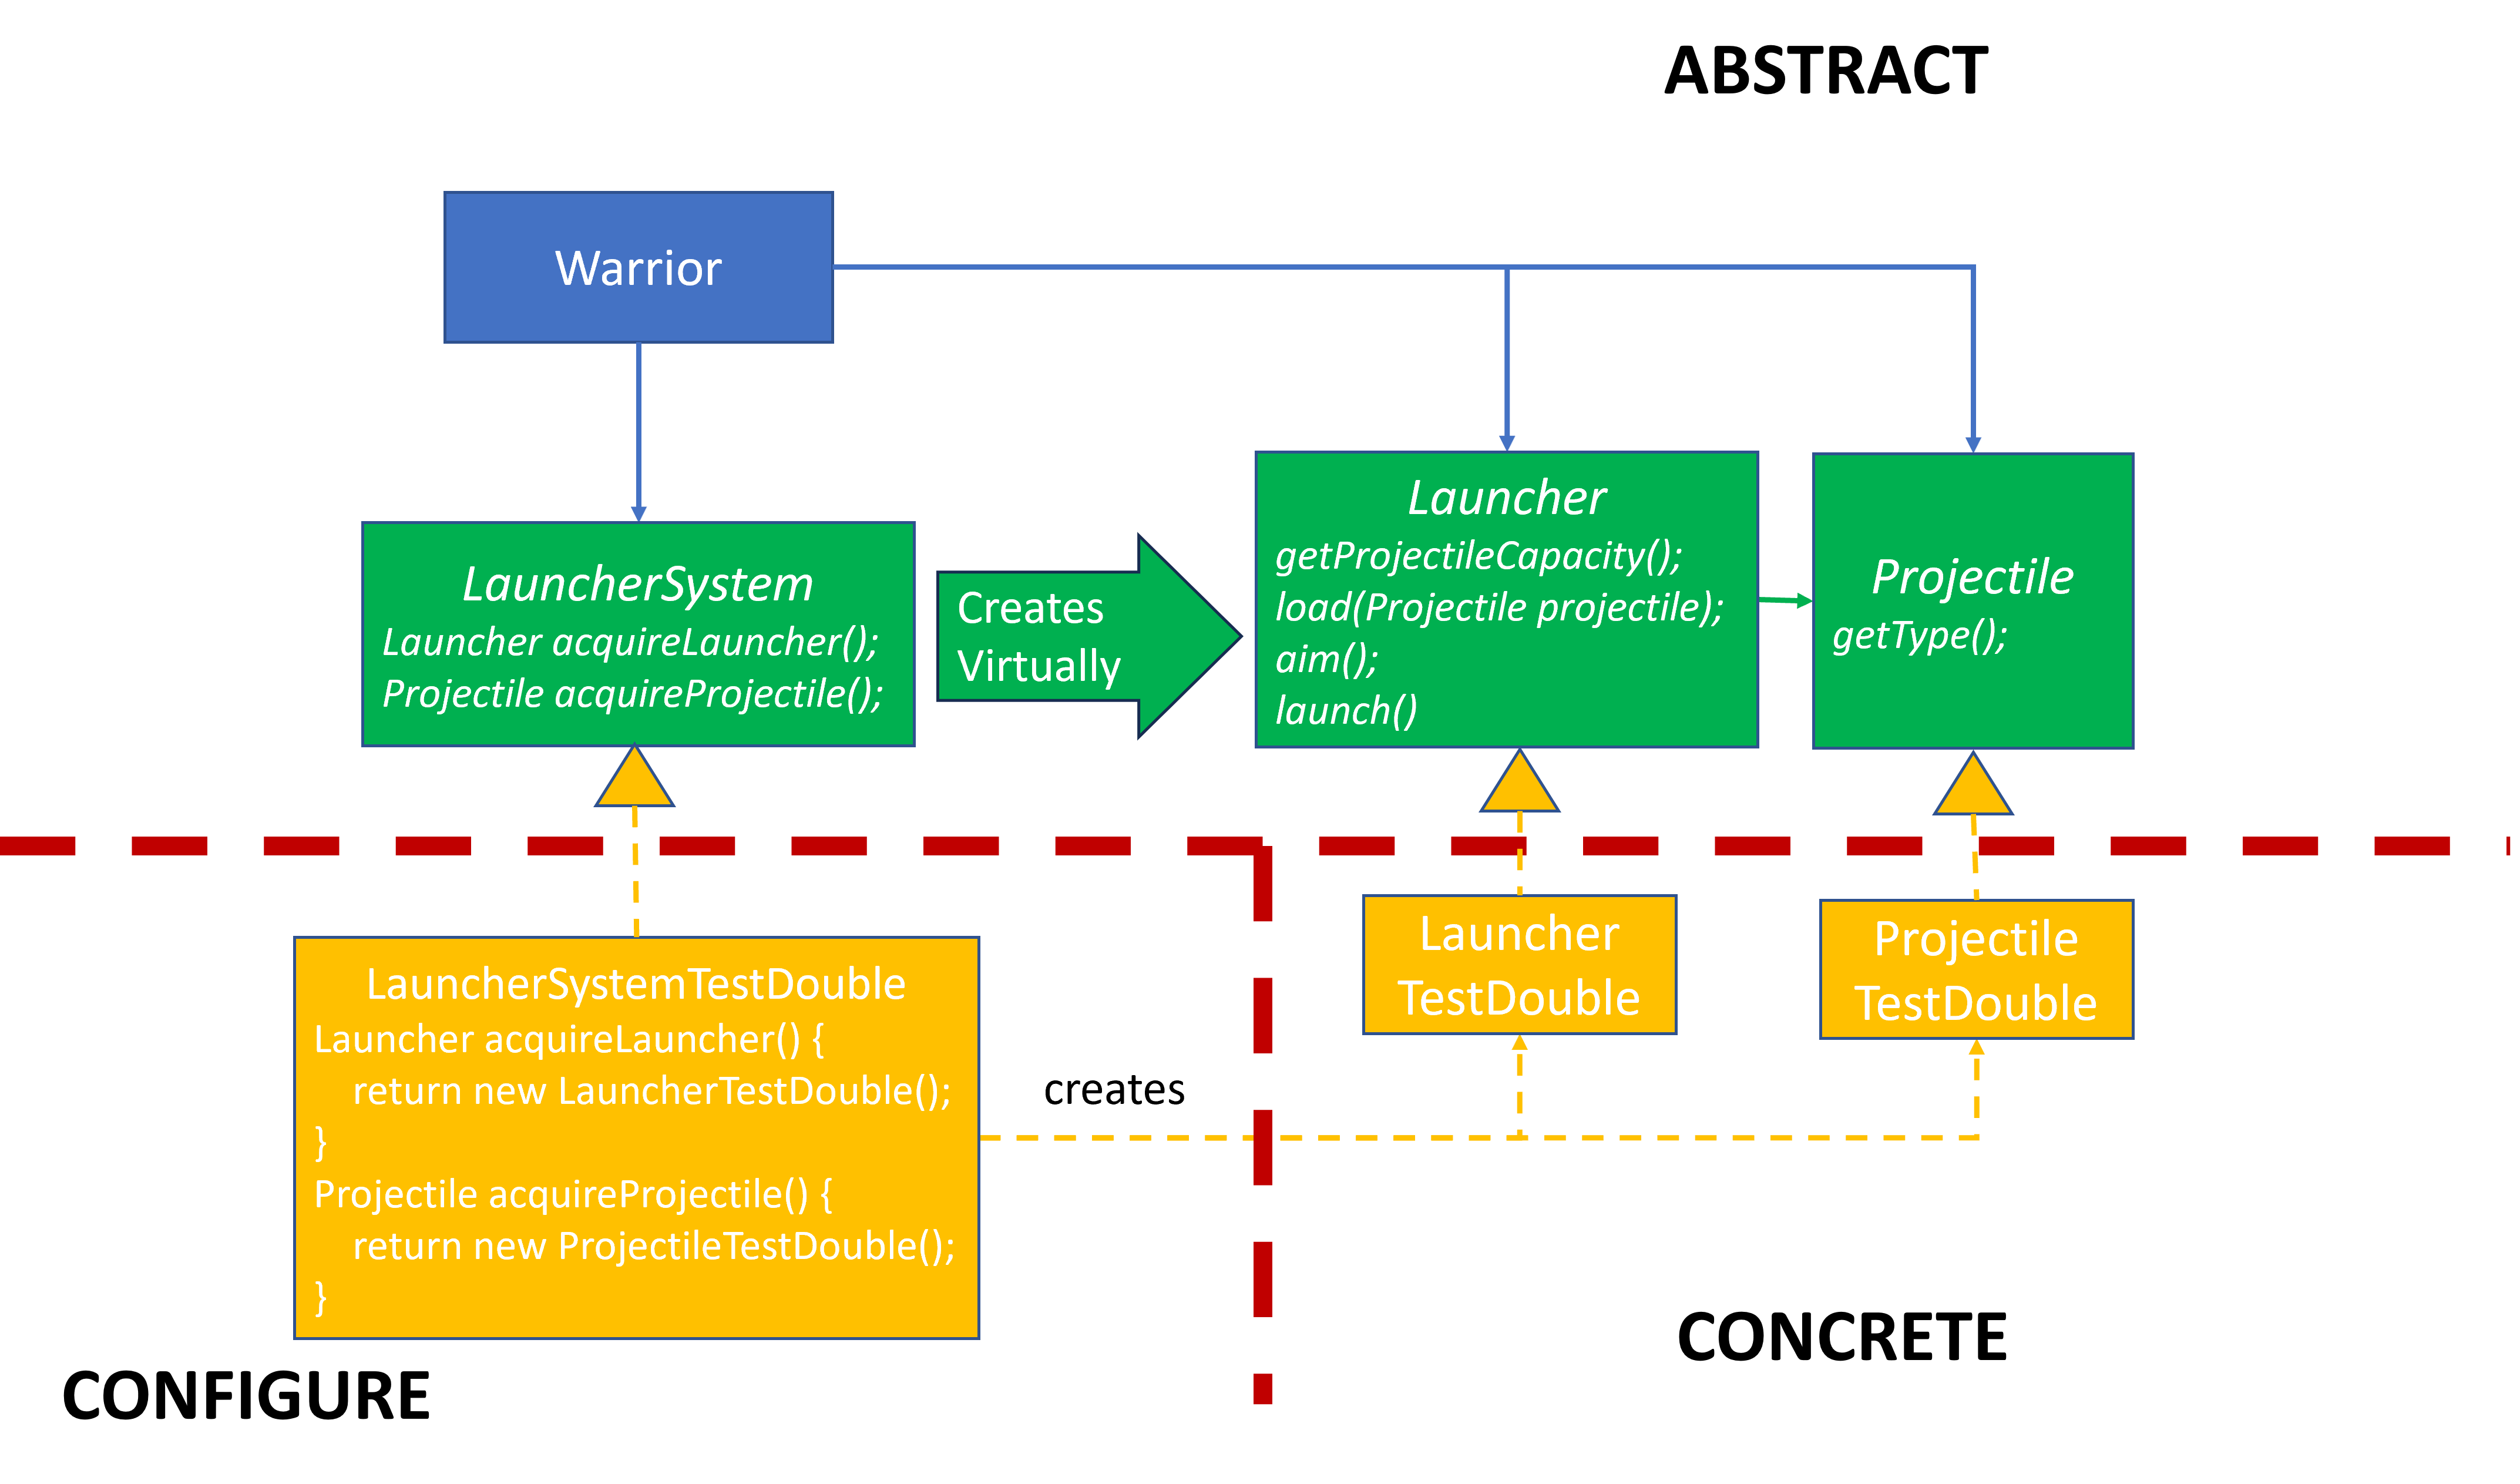 ABSTRACT
Warrior
LauncherSystem
Launcher acquireLauncher();
Projectile acquireProjectile();
Creates
Virtually
Launcher
getProjectileCapacity();
load(Projectile projectile);
aim();
launch()
Projectile
getType();
LauncherSystemTestDouble
Launcher acquireLauncher() {
return new LauncherTestDouble();
}
Projectile acquireProjectile() {
return new ProjectileTestDouble();
}
creates
Launcher
TestDouble
Projectile
TestDouble
CONCRETE
CONFIGURE